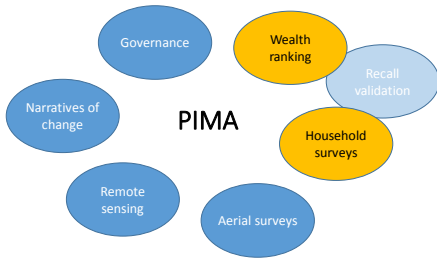 Governance
Wealth
ranking
Recall
validation
Narratives of
change
PIMA
Household
surveys
Remote
sensing
Aerial surveys